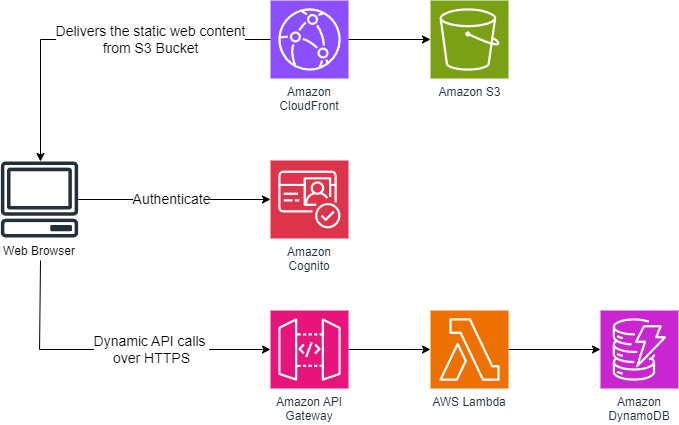 Delivers the static web content
from S3 Bucket
Amazon
CloudFront
Amazon S3
Web Browser
Authenticate
Amazon
Cognito
Dynamic API calls
over HTTPS
Amazon API
Gateway
AWS Lambda
Amazon
DynamoDB